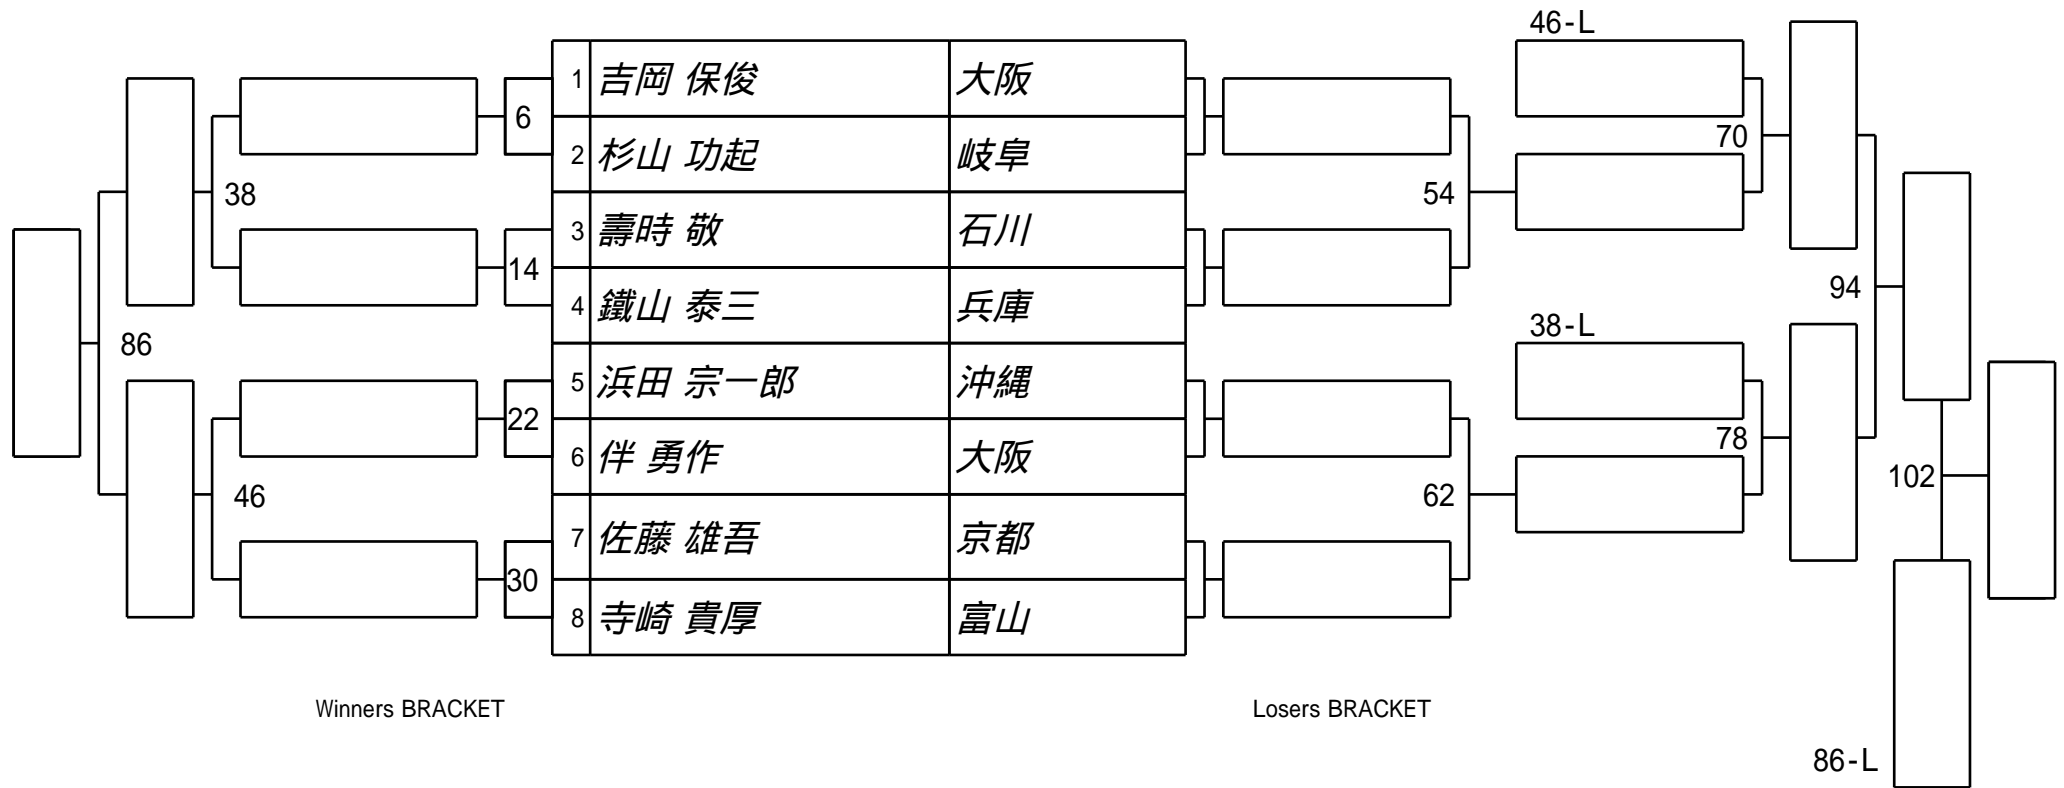 46-L
1 吉岡 保俊 大阪
6
70
2 杉山 功起 岐阜
38
54
3 壽時 敬 石川
14
94
4 鐵山 泰三 兵庫
38-L
86
5 浜田 宗一郎 沖縄
22
78
6 伴 勇作 大阪
102
46
62
7 佐藤 雄吾 京都
30
8 寺崎 貴厚 富山
Winners BRACKET
Losers BRACKET
86-L